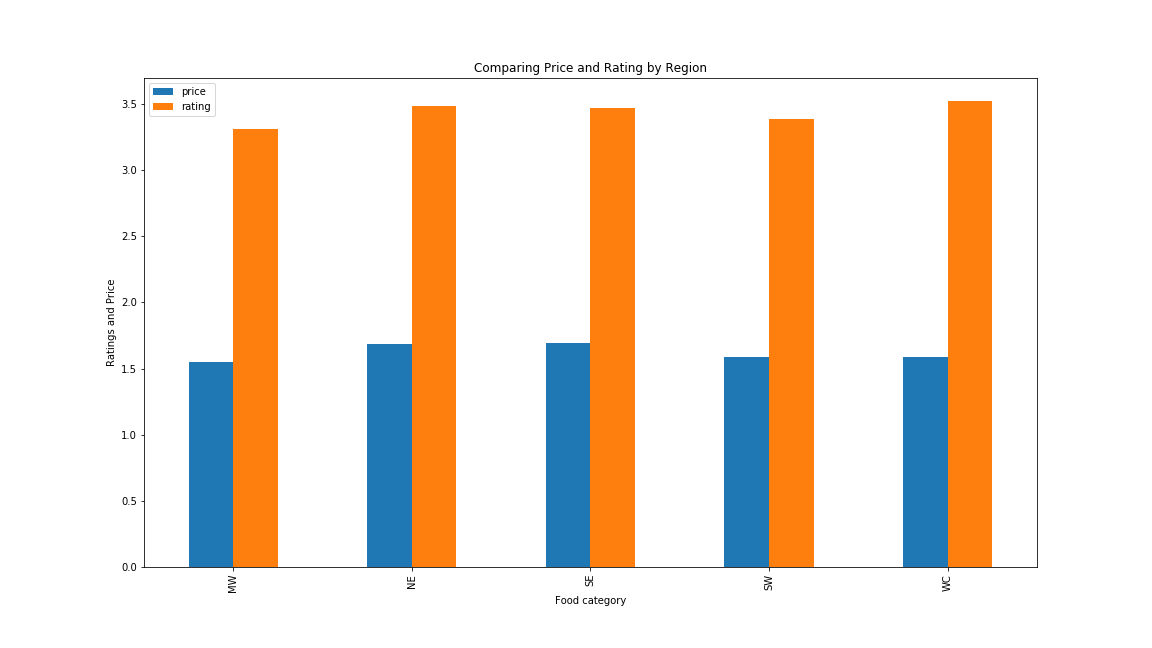 Comparing Price and Rating by Region
price
rating
Ratings and Price
3.5
3.0
2.5
2.0
1.5
1.0
0.5
0.0
MW
NE
SE
SW
WC
Food category